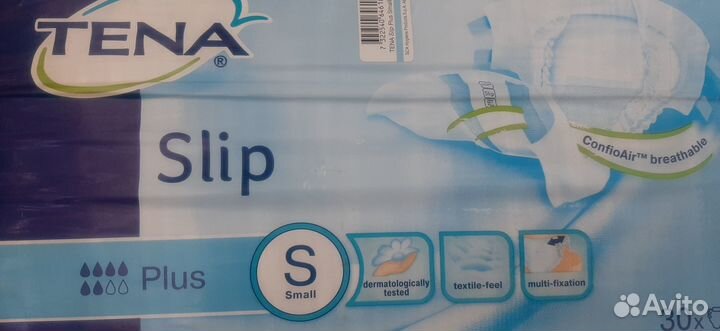 TENA
®
Slip
ConfioAir™ breathable
Plus
S
Small
dermatologically
tested
textile-feel
multi-fixation
30x
Avito